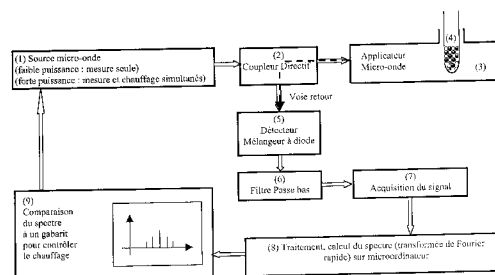 (1) Source micro-onde
(faible puissance : mesure seule)
(forte puissance : mesure et chauffage simultanés)
(2)
Coupleur Directif
Applicateur
Micro-onde
(4)
(3)
Voie retour
(5)
Détecteur
Mélangeur à diode
(6)
Filtre Passe bas
(7)
Acquisition du signal
(9)
Comparaison
du spectre
à un gabarit
pour contrôler
le chauffage
(8) Traitement, calcul du spectre (transformée de Fourier
rapide) sur microordinateur